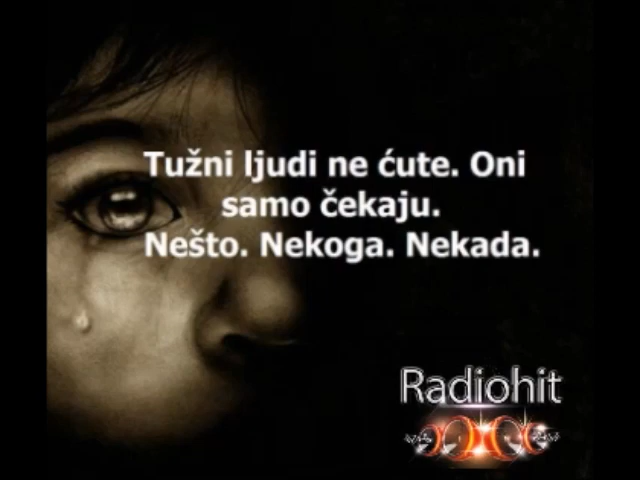 Tužni ljudi ne ćute. Oni
samo čekaju.
Nešto. Nekoga. Nekada.
Radiohit